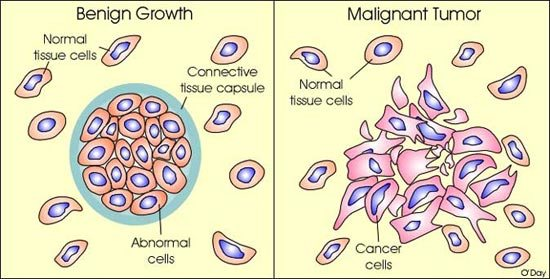 Benign Growth
Normal
tissue cells
Connective
tissue capsule
Abnormal
cells
Malignant Tumor
Normal
tissue cells
Cancer
cells
O'Day